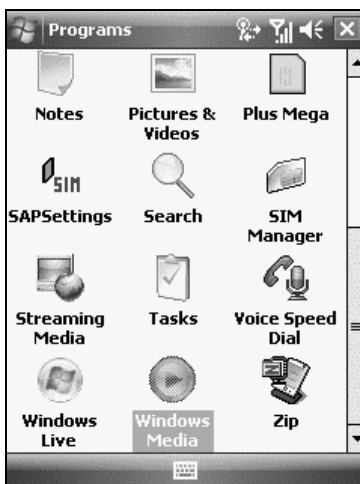 Programs
Notes
Pictures &
Videos
Plus Mega
SIM
SAPSettings
Search
SIM
Manager
Streaming
Media
Tasks
Voice Speed
Dial
Windows
Live
Windows
Media
Zip